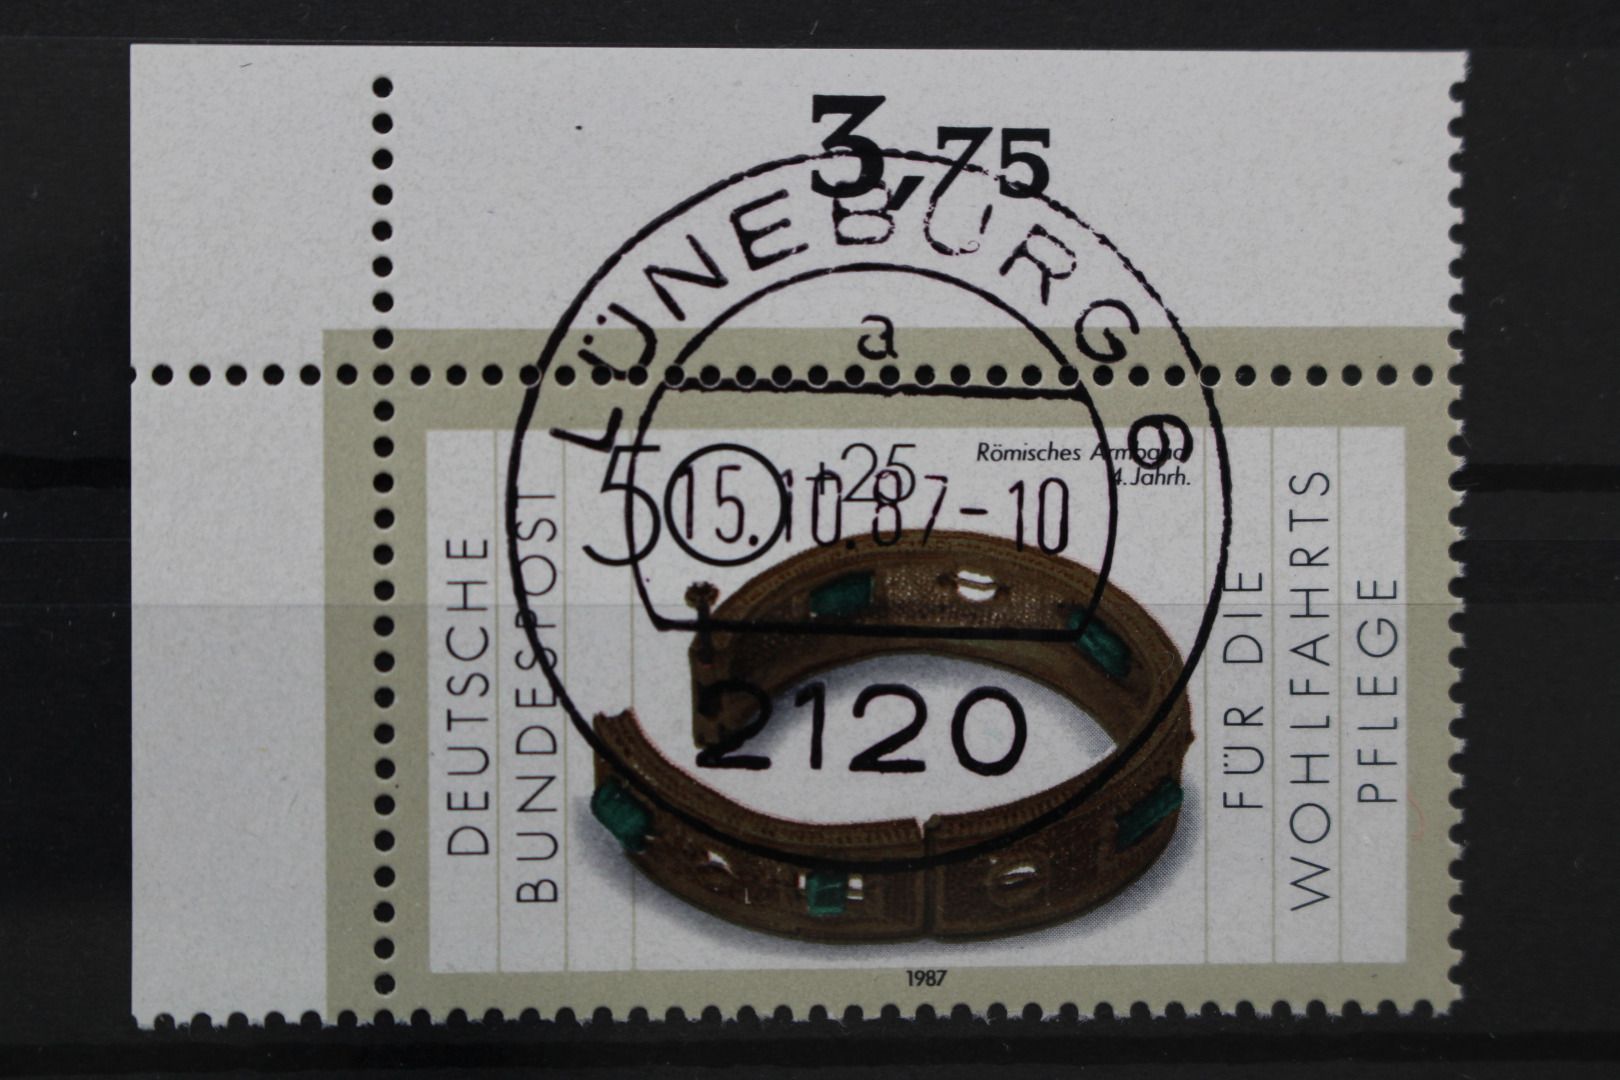 3,75
LÜNEBURG 6
a
50+25
Römisches Armband
4. Jahrh.
15.10.87-10
2120
DEUTSCHE
BUNDESPOST
FÜR DIE
WOHLFAHRTS
PFLEGE
1987